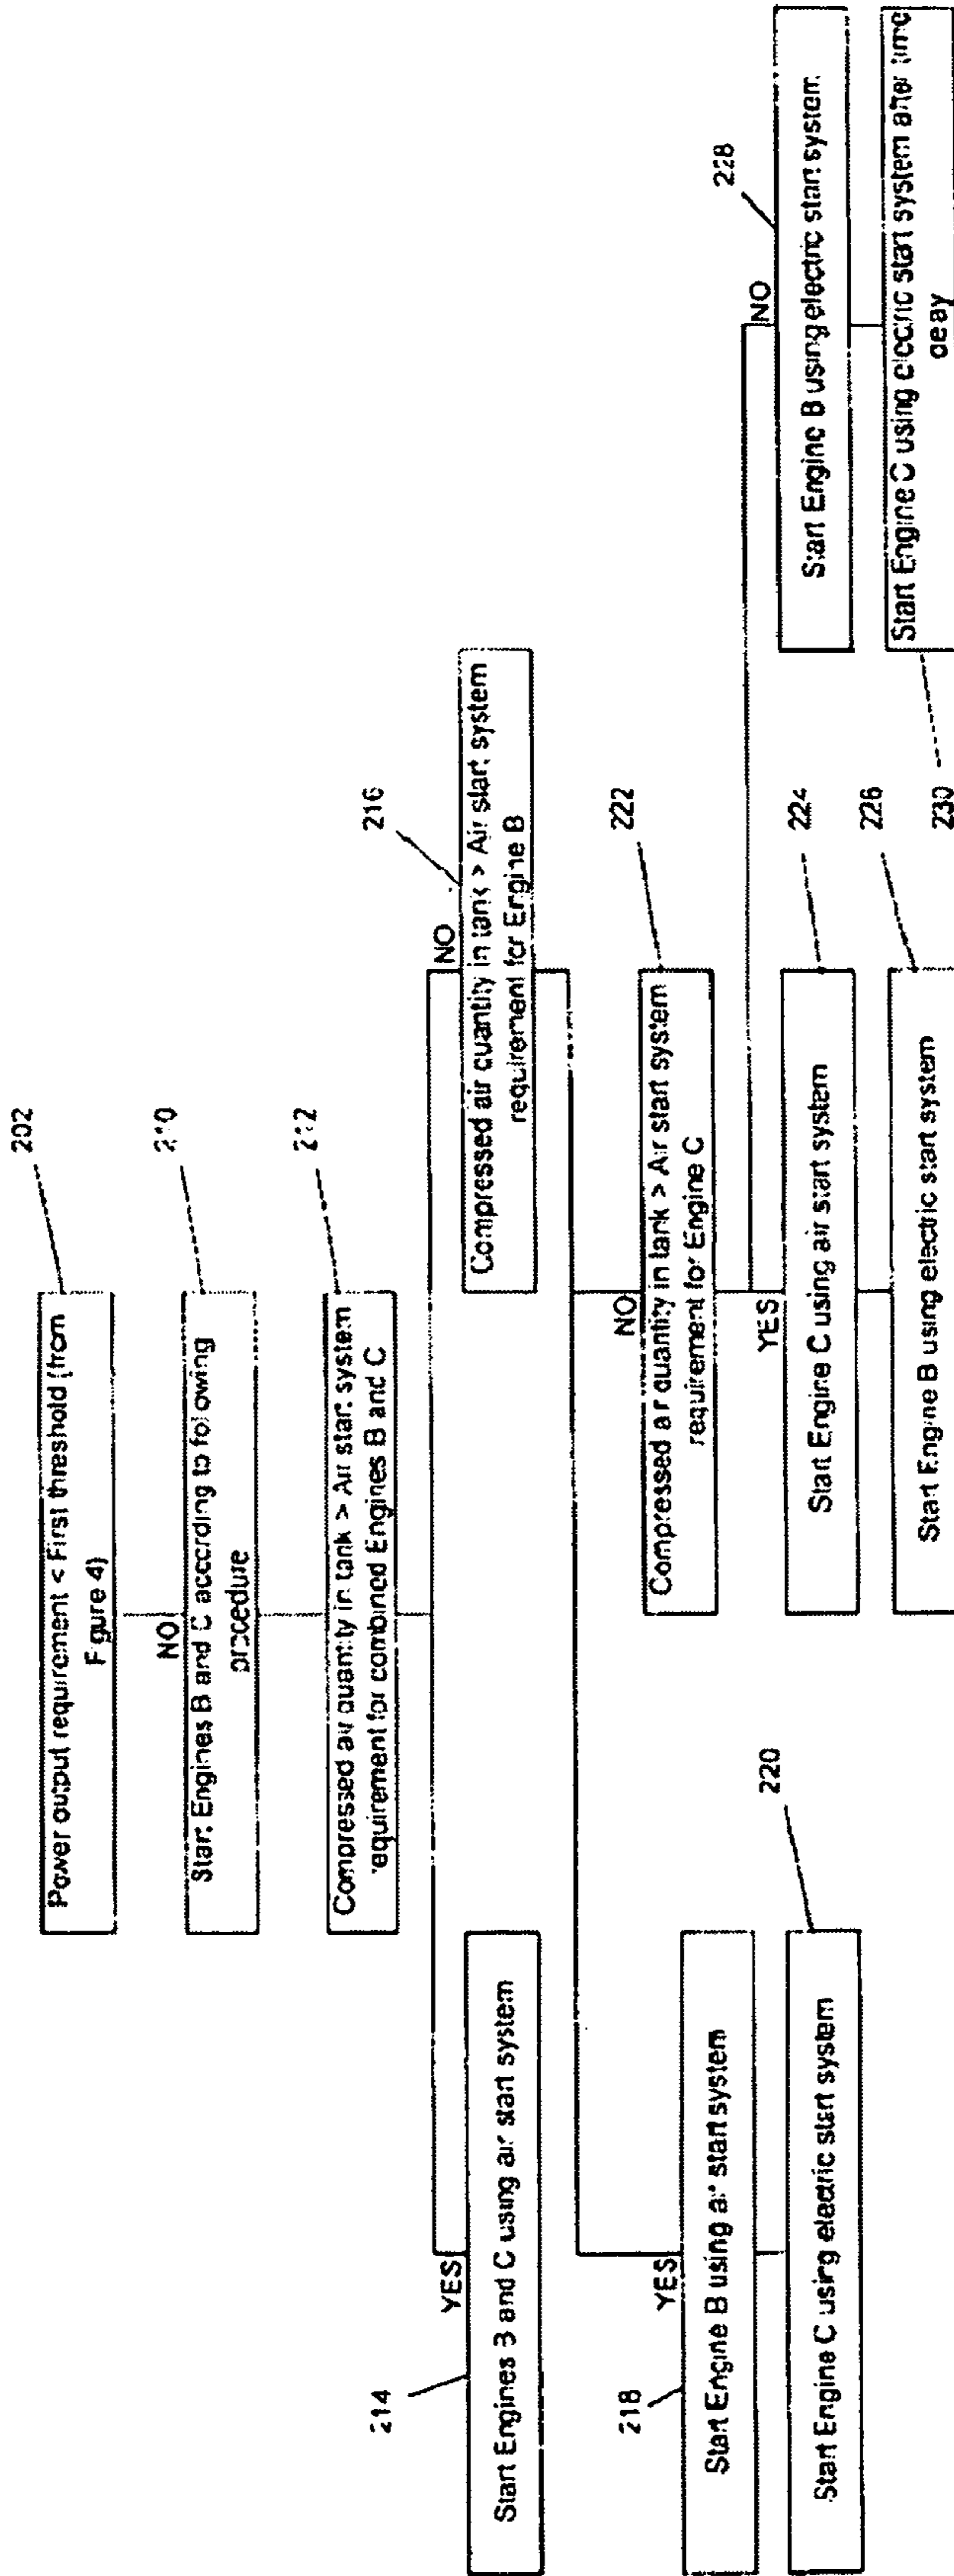 202
Power output requirement < First threshold (from
Figure 4)
NO
210
Start Engines B and C according to following
procedure
212
Compressed air quantity in tank > Air start system
requirement for combined Engines B and C
YES
214
Start Engines B and C using air start system
NO
216
Compressed air quantity in tank > Air start system
requirement for Engine B
YES
218
Start Engine B using air start system
220
Start Engine C using electric start system
NO
222
Compressed air quantity in tank > Air start system
requirement for Engine C
YES
224
Start Engine C using air start system
226
Start Engine B using electric start system
NO
228
Start Engine B using electric start system
230
Start Engine C using electric start system after time
delay